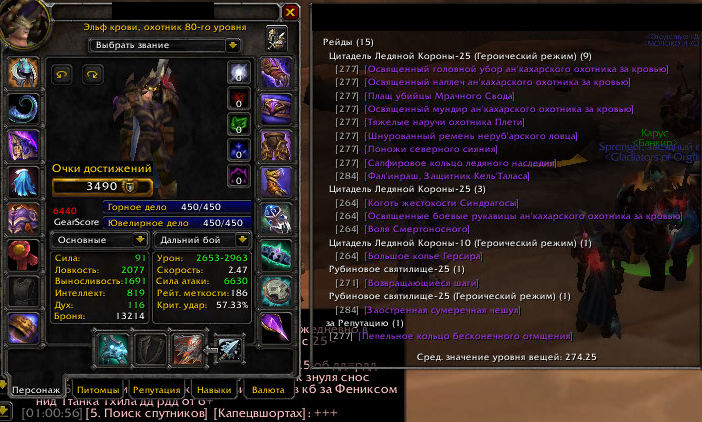 Эльф крови, охотник 80-го уровня
Выбрать звание
0
0
0
0
0
Очки достижений
3490
6440
GearScore
Горное дело 450/450
Ювелирное дело 450/450
Основные
Дальний бой
Сила: 91
Ловкость: 2077
Выносливость: 1691
Интеллект: 819
Дух: 116
Броня: 13214
Урон: 2653-2963
Скорость: 2.47
Сила атаки: 6630
Рейт. меткости: 186
Крит. удар: 57.33%
Персонаж
Питомцы
Репутация
Навыки
Валюта
Рейды (15)
Цитадель Ледяной Короны-25 (Героический режим) (9)
[277] [Освященный головной убор ан'кахарского охотника за кровью]
[277] [Освященный наплеч ан'кахарского охотника за кровью]
[277] [Плащ убийцы Мрачного Свода]
[277] [Освященный мундир ан'кахарского охотника за кровью]
[277] [Тяжелые наручи охотника Плети]
[277] [Шнурованный ремень неруб'арского ловца]
[277] [Поножи северного сияния]
[277] [Сапфировое кольцо ледяного наследия]
[284] [Фал'инраш, Защитник Кель'Таласа]
Цитадель Ледяной Короны-25 (3)
[264] [Коготь жестокости Синдрагосы]
[264] [Освященные боевые рукавицы ан'кахарского охотника за кровью]
[264] [Воля Смертоносного]
Цитадель Ледяной Короны-10 (Героический режим) (1)
[264] [Большое копье Герсира]
Рубиновое святилище-25 (1)
[271] [Возвращающиеся шаги]
Рубиновое святилище-25 (Героический режим) (1)
[284] [Заостренная сумеречная чешуя]
за Репутацию (1)
[277] [Пепельное кольцо бесконечного отмщения]
Сред. значение уровня вещей: 274.25
Карус
<Банкир>
<Gladiators of Orgri
25
знуля снос
в кб за Фениксом
[01:00:56] [5. Поиск спутников] [Капецвшортах]: +++